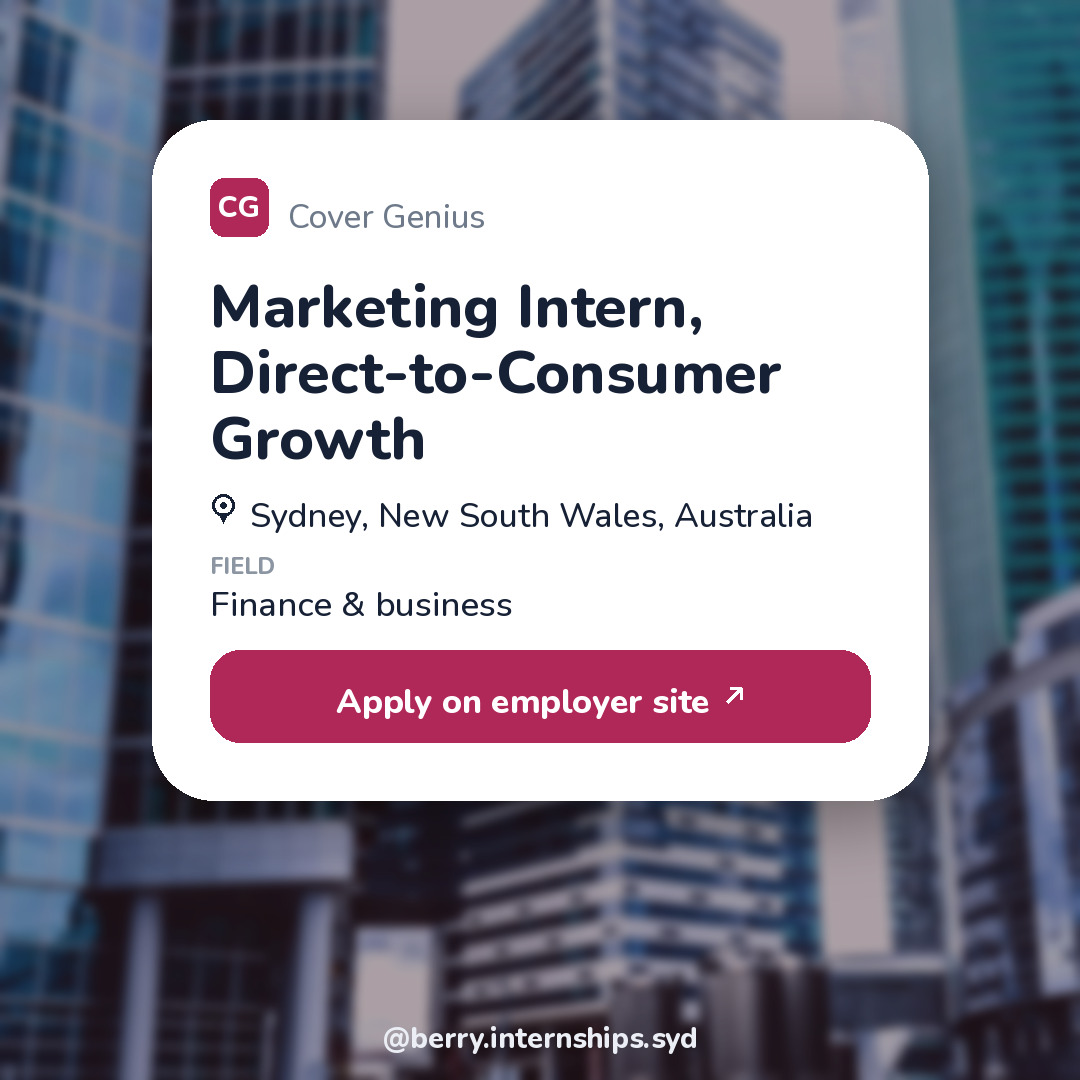 CG
Cover Genius
Marketing Intern,
Direct-to-Consumer
Growth
Sydney, New South Wales, Australia
FIELD
Finance & business
Apply on employer site ↗
@berry.internships.syd